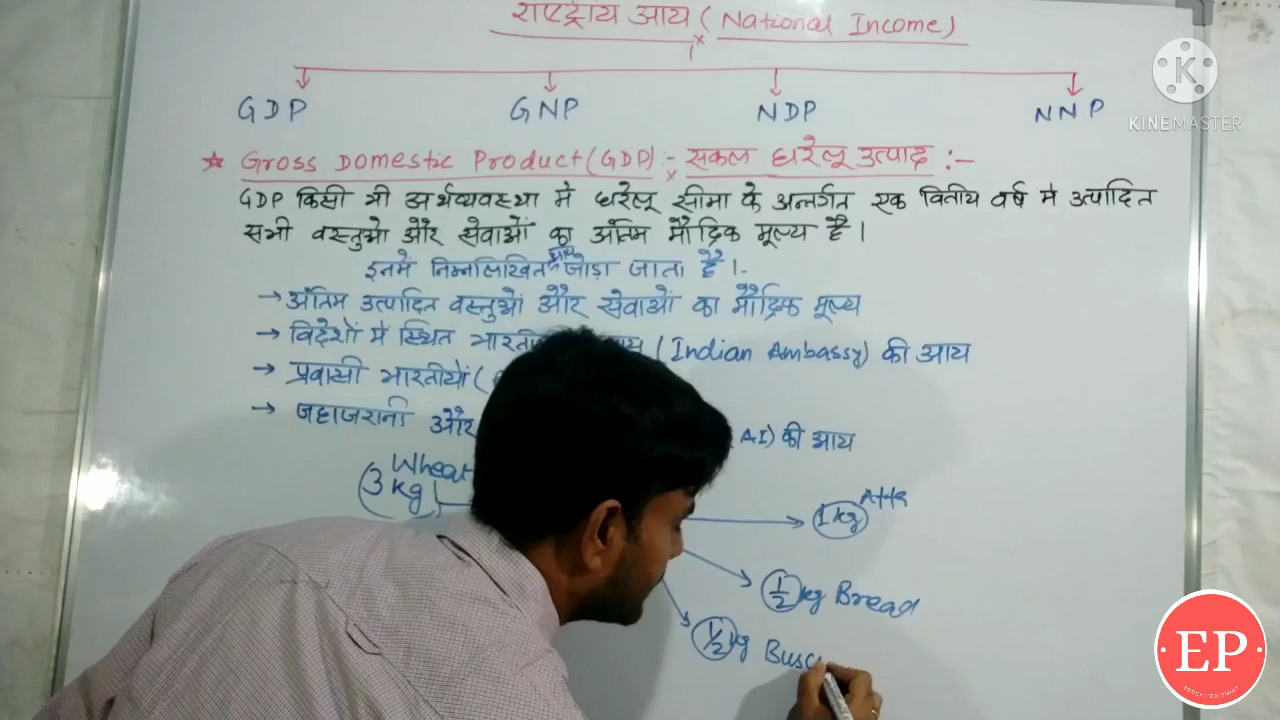 राष्ट्रीय आय ( National Income )
GDP GNP NDP NNP
Gross Domestic Product (GDP) :- सकल घरेलू उत्पाद :-
GDP किसी भी अर्थव्यवस्था मे घरेलू सीमा के अन्तर्गत एक वितीय वर्ष मे उत्पादित
सभी वस्तुओ और सेवाओं का अंतिम मौद्रिक मूल्य है ।
इनमें निम्नलिखित आय जोड़ा जाता है ।-
→ अंतिम उत्पादित वस्तुओं और सेवाओं का मौद्रिक मूल्य
→ विदेशों में स्थित ( Indian Ambassy) की आय
→ प्रवासी भारतीयों (
→ जहाजरानी और AI) की आय
Wheat
3 kg
Atta
1 kg
1/2 kg Bread
1/2 kg Busc
K
KINEMASTER
EP
EDUCATION POINT